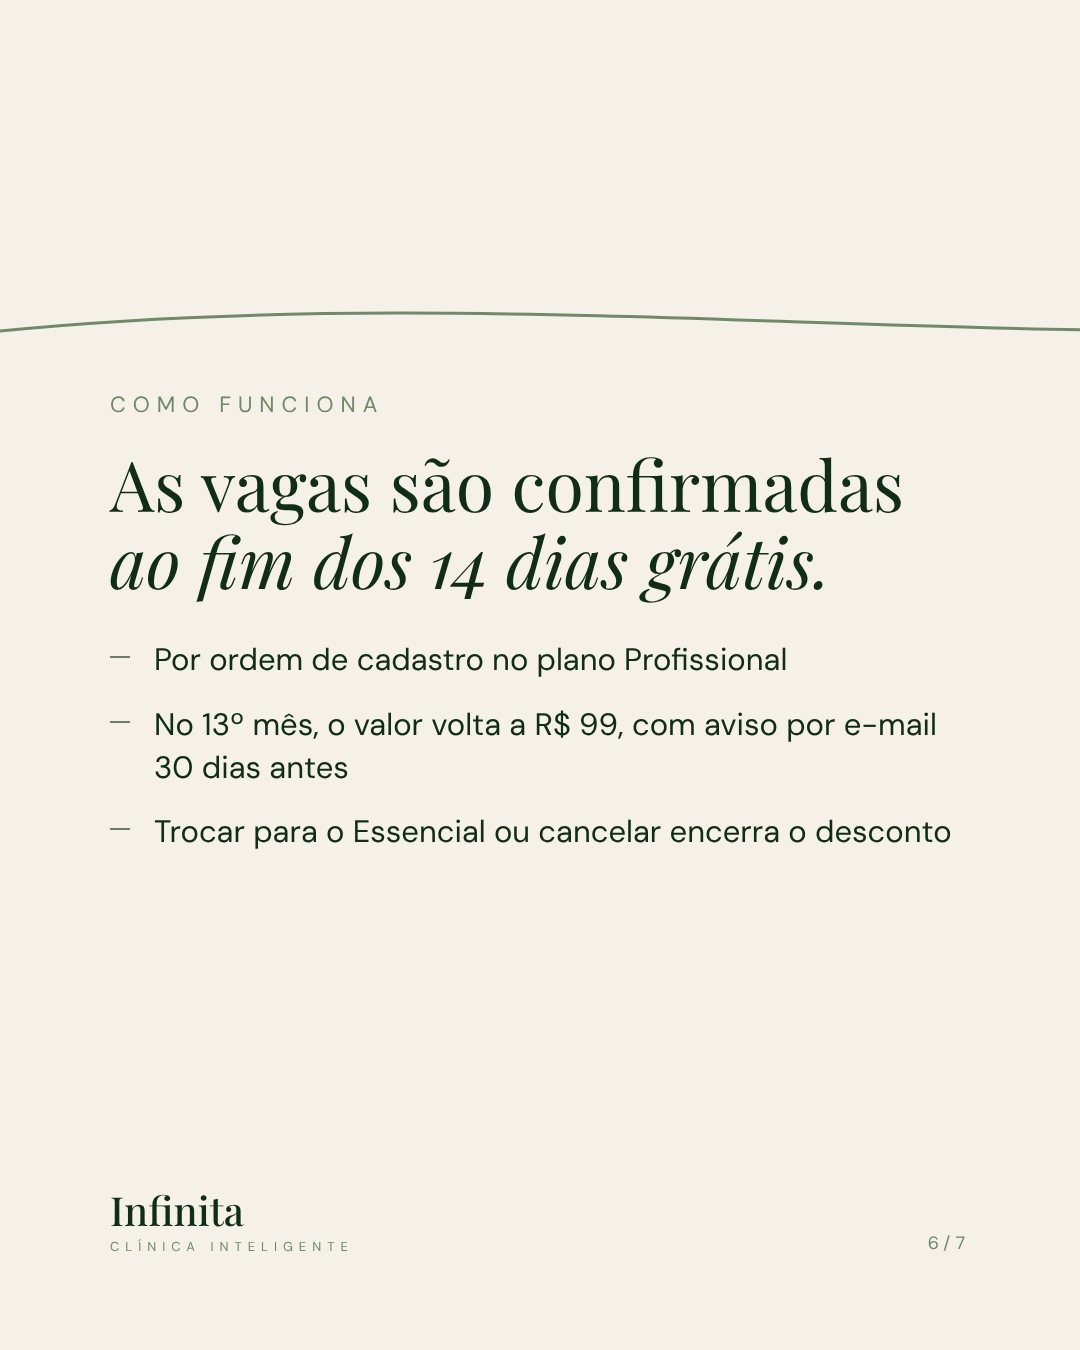 COMO FUNCIONA
As vagas são confirmadas
ao fim dos 14 dias grátis.
— Por ordem de cadastro no plano Profissional
— No 13º mês, o valor volta a R$ 99, com aviso por e-mail
30 dias antes
— Trocar para o Essencial ou cancelar encerra o desconto
Infinita
CLÍNICA INTELIGENTE
6/7